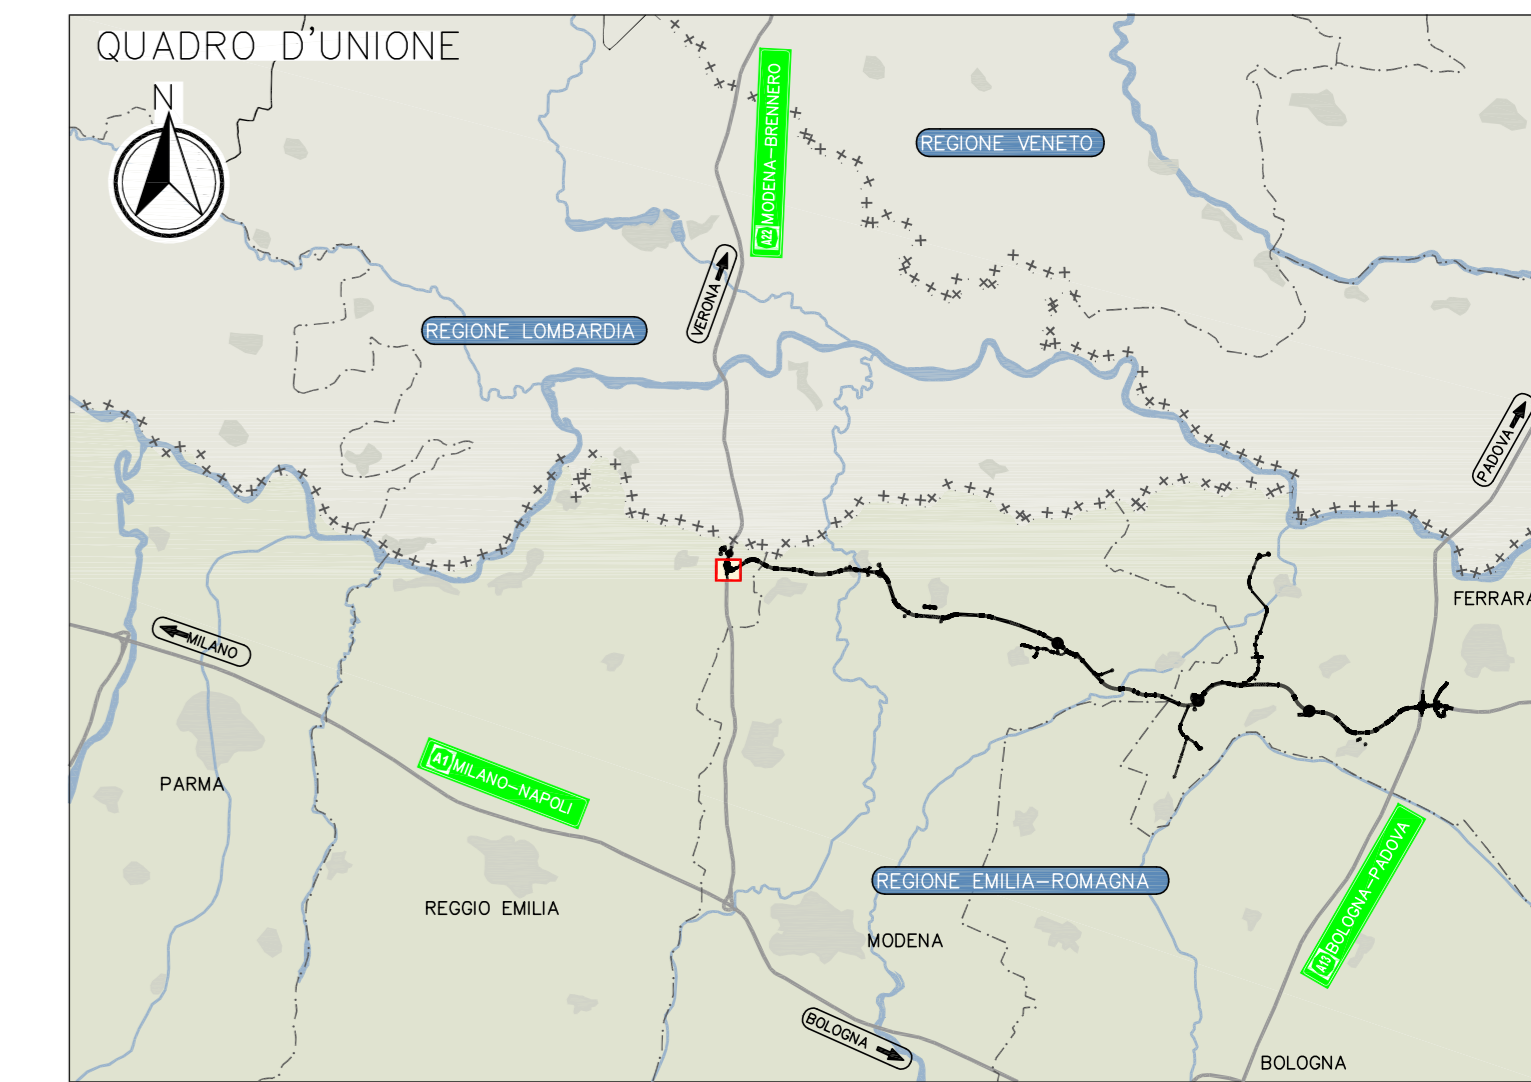 QUADRO D'UNIONE
N
A22 MODENA-BRENNERO
REGIONE VENETO
VERONA
REGIONE LOMBARDIA
PADOVA
FERRARA
MILANO
PARMA
A1 MILANO-NAPOLI
REGIONE EMILIA-ROMAGNA
A13 BOLOGNA-PADOVA
REGGIO EMILIA
MODENA
BOLOGNA
BOLOGNA